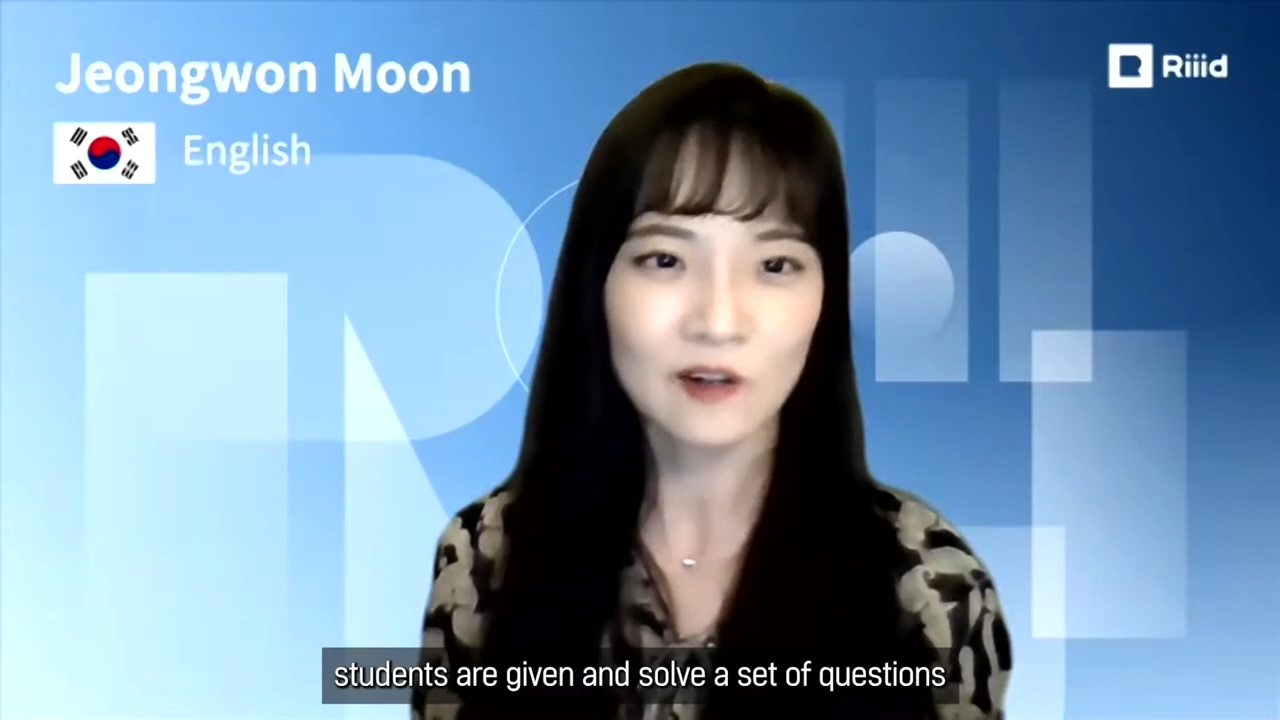 Jeongwon Moon
Riiid
English
students are given and solve a set of questions